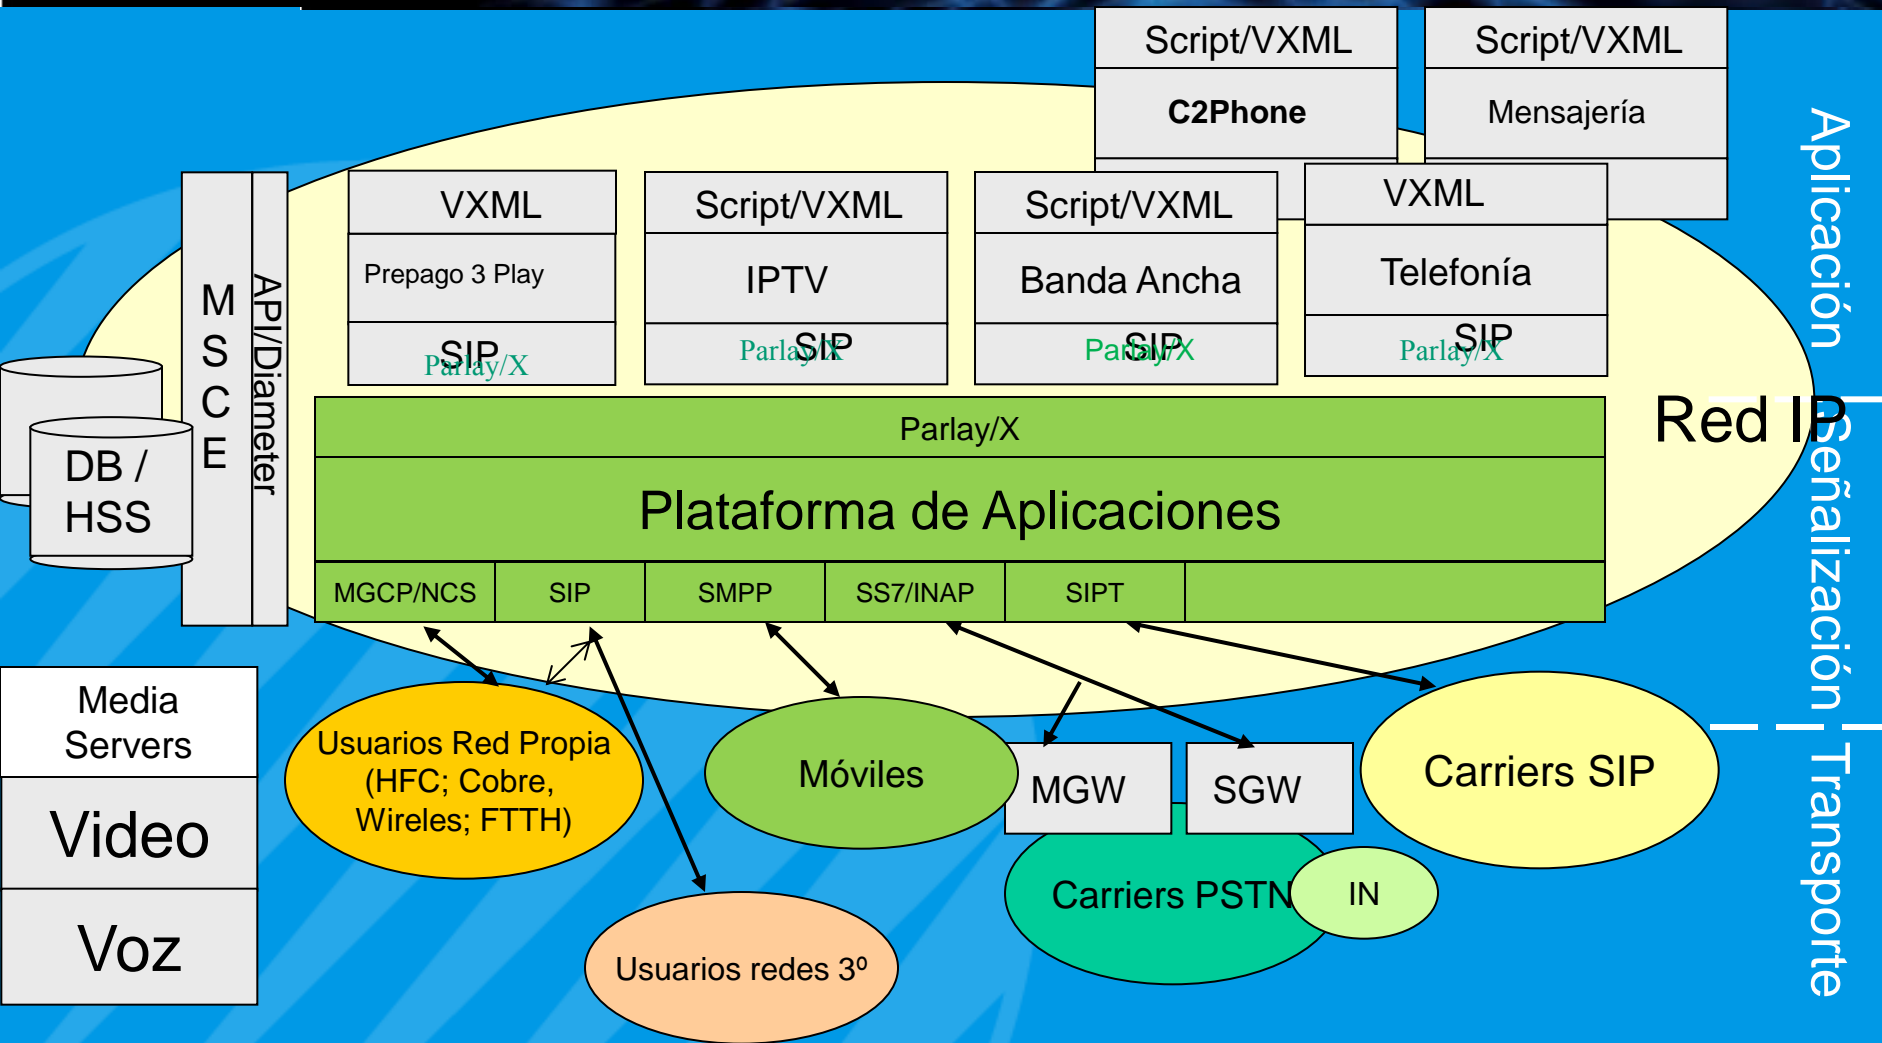 Script/VXML
C2Phone
Script/VXML
Mensajería
VXML
Prepago 3 Play
SIP
Parlay/X
Script/VXML
IPTV
SIP
Parlay/X
Script/VXML
Banda Ancha
SIP
Parlay/X
VXML
Telefonía
SIP
Parlay/X
M
S
C
E
API/Diameter
DB /
HSS
Parlay/X
Plataforma de Aplicaciones
MGCP/NCS
SIP
SMPP
SS7/INAP
SIPT
Red IP
Aplicación
Señalización
Transporte
Media
Servers
Video
Voz
Usuarios Red Propia
(HFC; Cobre,
Wireles; FTTH)
Móviles
MGW
SGW
Carriers SIP
Carriers PSTN
IN
Usuarios redes 3º